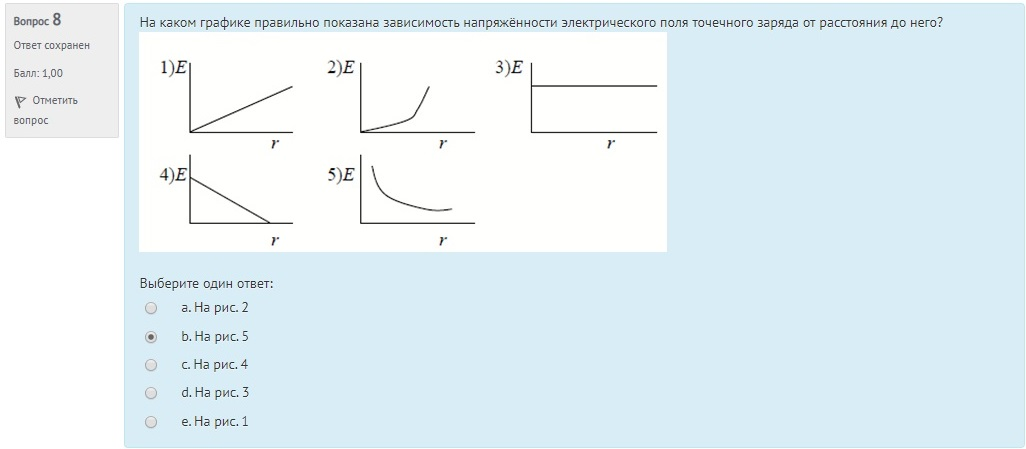 Вопрос 8
Ответ сохранен
Балл: 1,00
Отметить
вопрос
На каком графике правильно показана зависимость напряжённости электрического поля точечного заряда от расстояния до него?
1)E 2)E 3)E
r r r
4)E 5)E
r r
Выберите один ответ:
a. На рис. 2
b. На рис. 5
c. На рис. 4
d. На рис. 3
e. На рис. 1